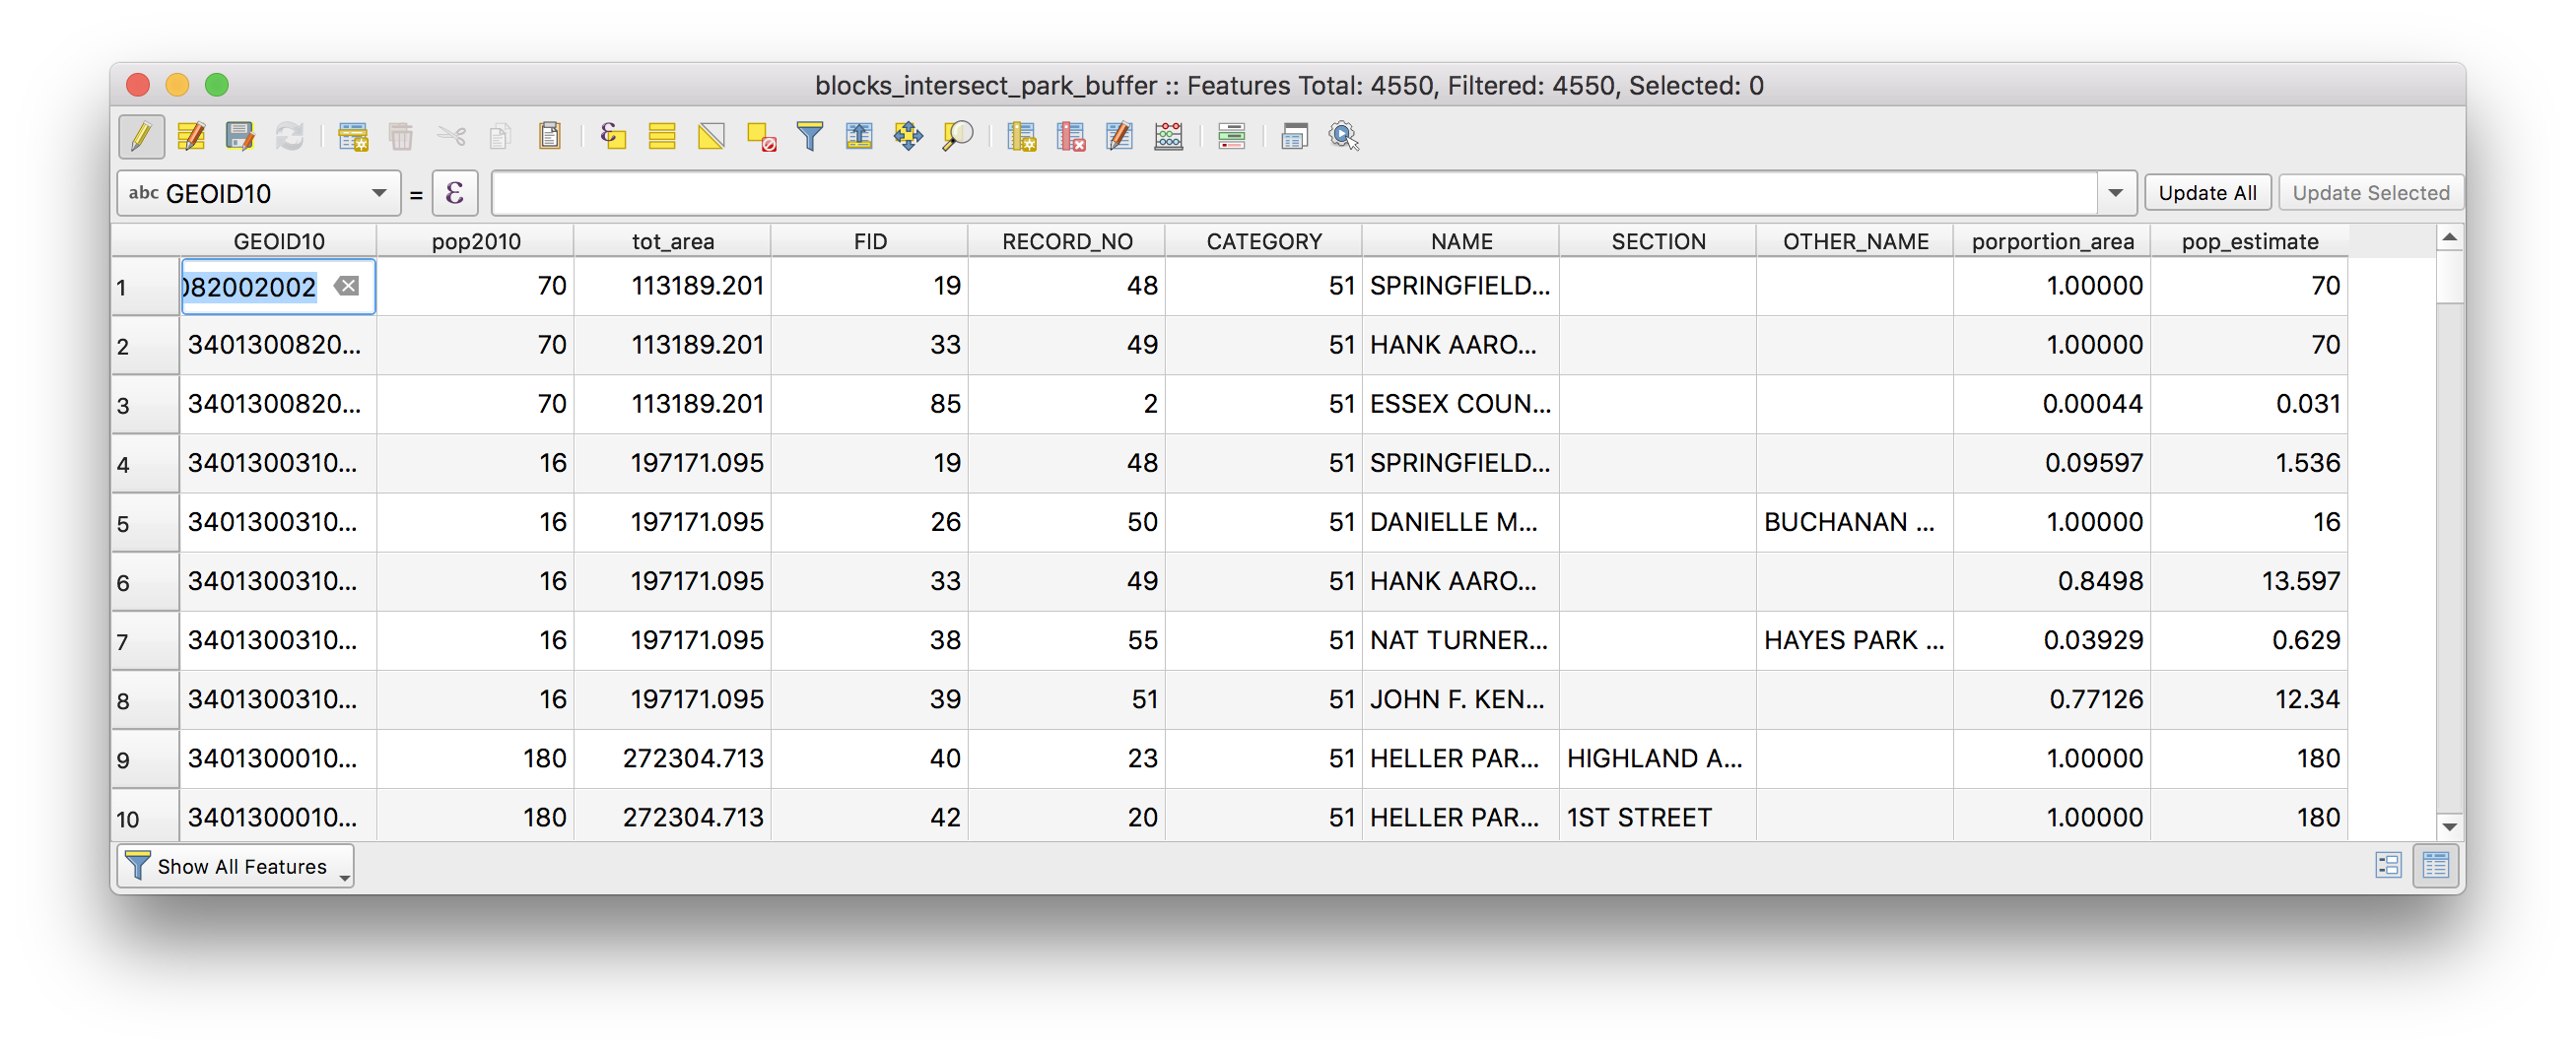 blocks_intersect_park_buffer :: Features Total: 4550, Filtered: 4550, Selected: 0
abc GEOID10 = ε Update All Update Selected
GEOID10 pop2010 tot_area FID RECORD_NO CATEGORY NAME SECTION OTHER_NAME porportion_area pop_estimate
1 082002002 70 113189.201 19 48 51 SPRINGFIELD... 1.00000 70
2 3401300820... 70 113189.201 33 49 51 HANK AARO... 1.00000 70
3 3401300820... 70 113189.201 85 2 51 ESSEX COUN... 0.00044 0.031
4 3401300310... 16 197171.095 19 48 51 SPRINGFIELD... 0.09597 1.536
5 3401300310... 16 197171.095 26 50 51 DANIELLE M... BUCHANAN ... 1.00000 16
6 3401300310... 16 197171.095 33 49 51 HANK AARO... 0.8498 13.597
7 3401300310... 16 197171.095 38 55 51 NAT TURNER... HAYES PARK ... 0.03929 0.629
8 3401300310... 16 197171.095 39 51 51 JOHN F. KEN... 0.77126 12.34
9 3401300010... 180 272304.713 40 23 51 HELLER PAR... HIGHLAND A... 1.00000 180
10 3401300010... 180 272304.713 42 20 51 HELLER PAR... 1ST STREET 1.00000 180
Show All Features